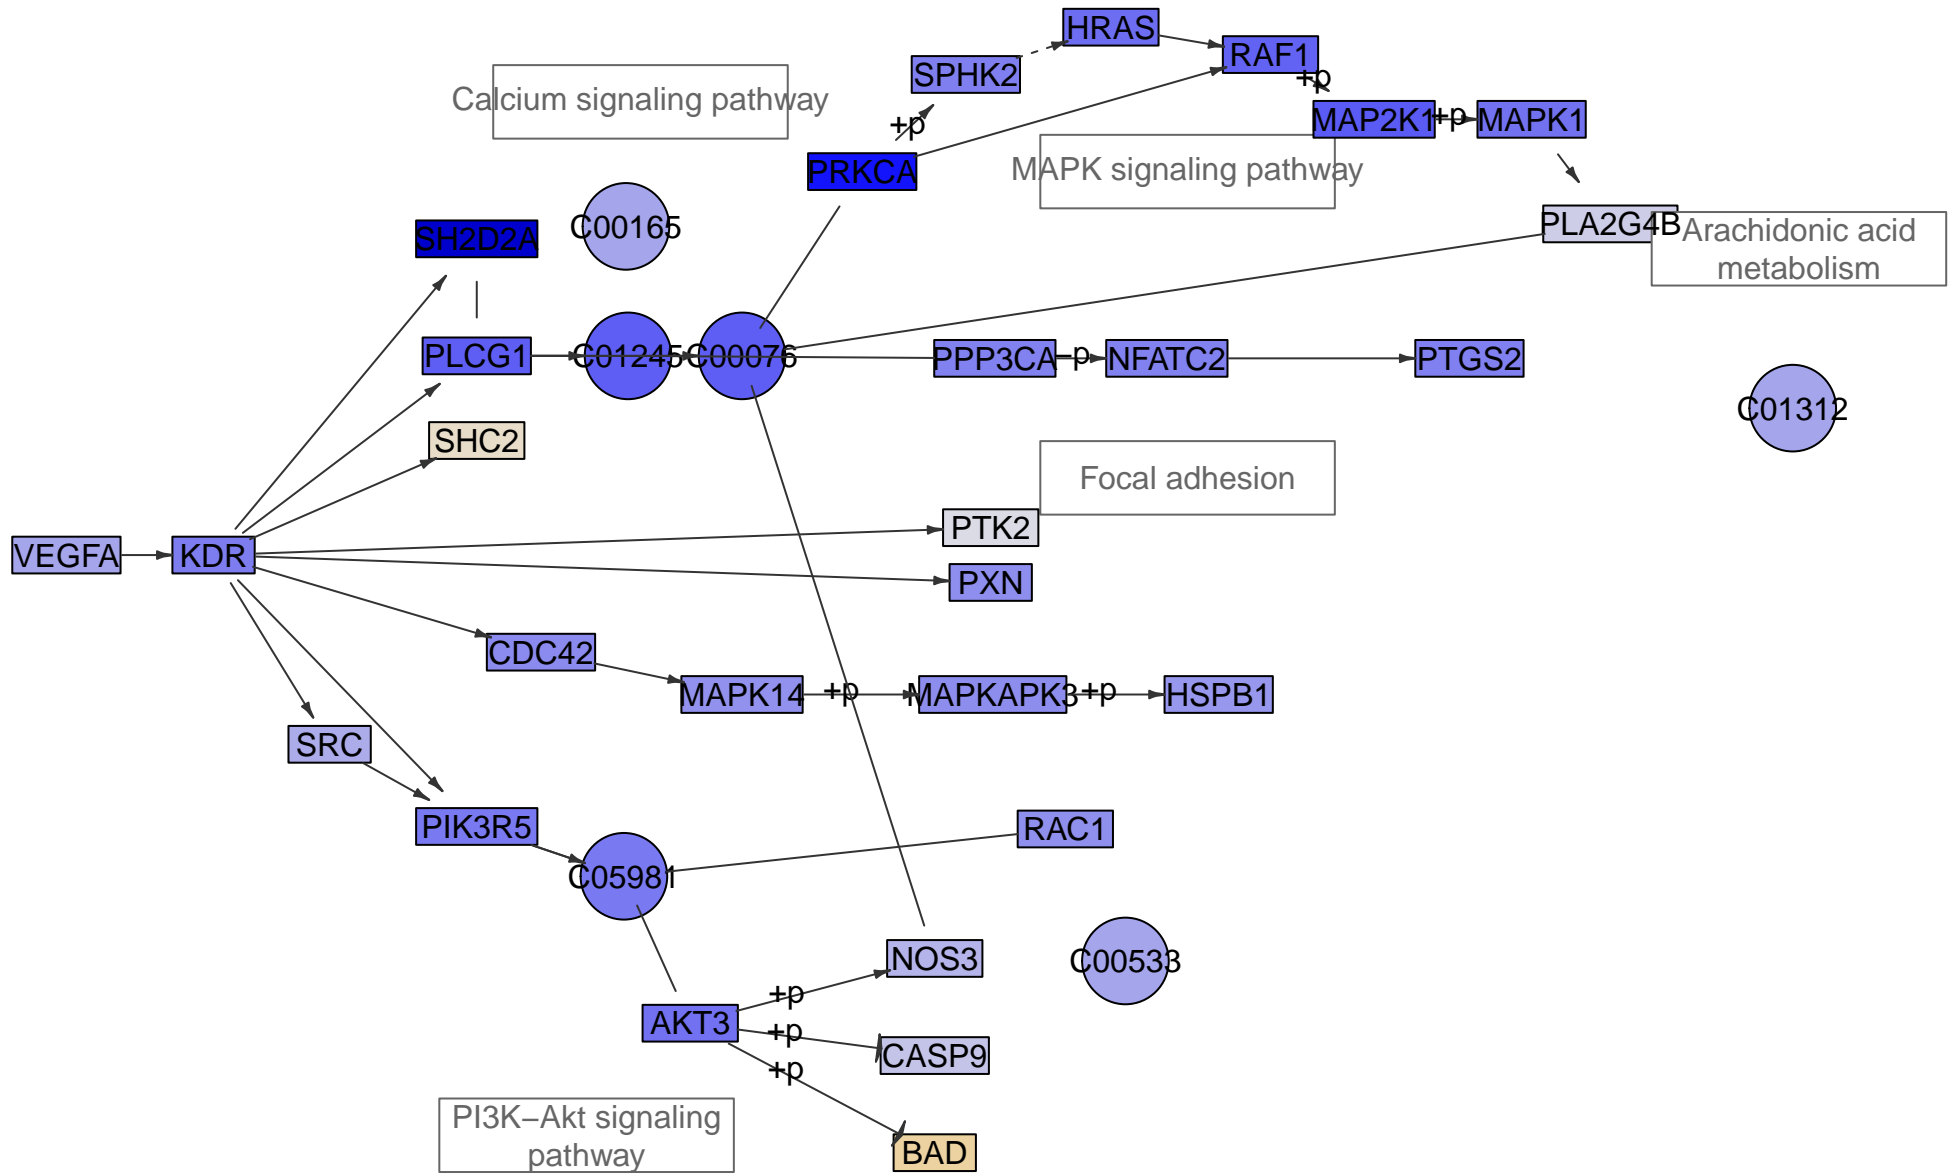 HRAS
RAF1
+p
SPHK2
Calcium signaling pathway
+p
MAP2K1
+p
MAPK1
PRKCA
MAPK signaling pathway
C00165
SH2D2A
PLA2G4B
Arachidonic acid
metabolism
PLCG1
C01245
C00076
PPP3CA
−p
NFATC2
PTGS2
C01312
SHC2
Focal adhesion
PTK2
VEGFA
KDR
PXN
CDC42
MAPK14
+p
MAPKAPK3
+p
HSPB1
SRC
PIK3R5
RAC1
C05981
NOS3
C00533
+p
AKT3
+p
CASP9
+p
PI3K−Akt signaling
pathway
BAD